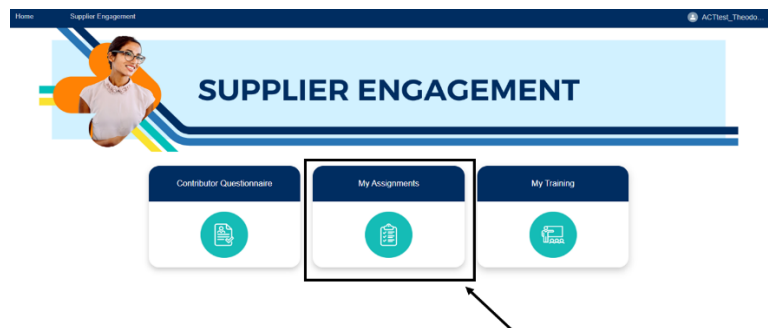 Home Supplier Engagement ACTtest_Theodo...
SUPPLIER ENGAGEMENT
Contributor Questionnaire My Assignments My Training